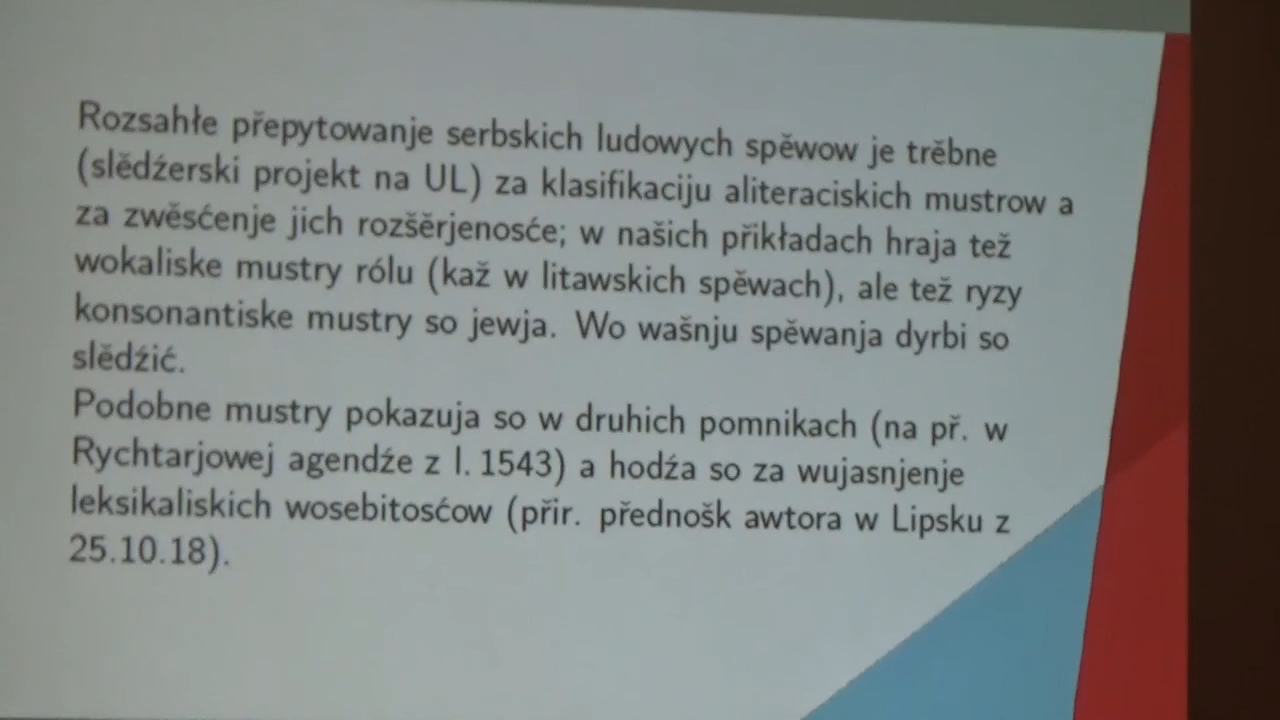 Rozsahłe přepytowanje serbskich ludowych spěwow je trěbne
(slědźerski projekt na UL) za klasifikaciju aliteraciskich mustrow a
za zwěsćenje jich rozšěrjenosće; w našich přikładach hraja tež
wokaliske mustry rólu (kaž w litawskich spěwach), ale tež ryzy
konsonantiske mustry so jewja. Wo wašnju spěwanja dyrbi so
slědźić.
Podobne mustry pokazuja so w druhich pomnikach (na př. w
Rychtarjowej agendźe z l. 1543) a hodźa so za wujasnjenje
leksikaliskich wosebitosćow (přir. přednošk awtora w Lipsku z
25.10.18).